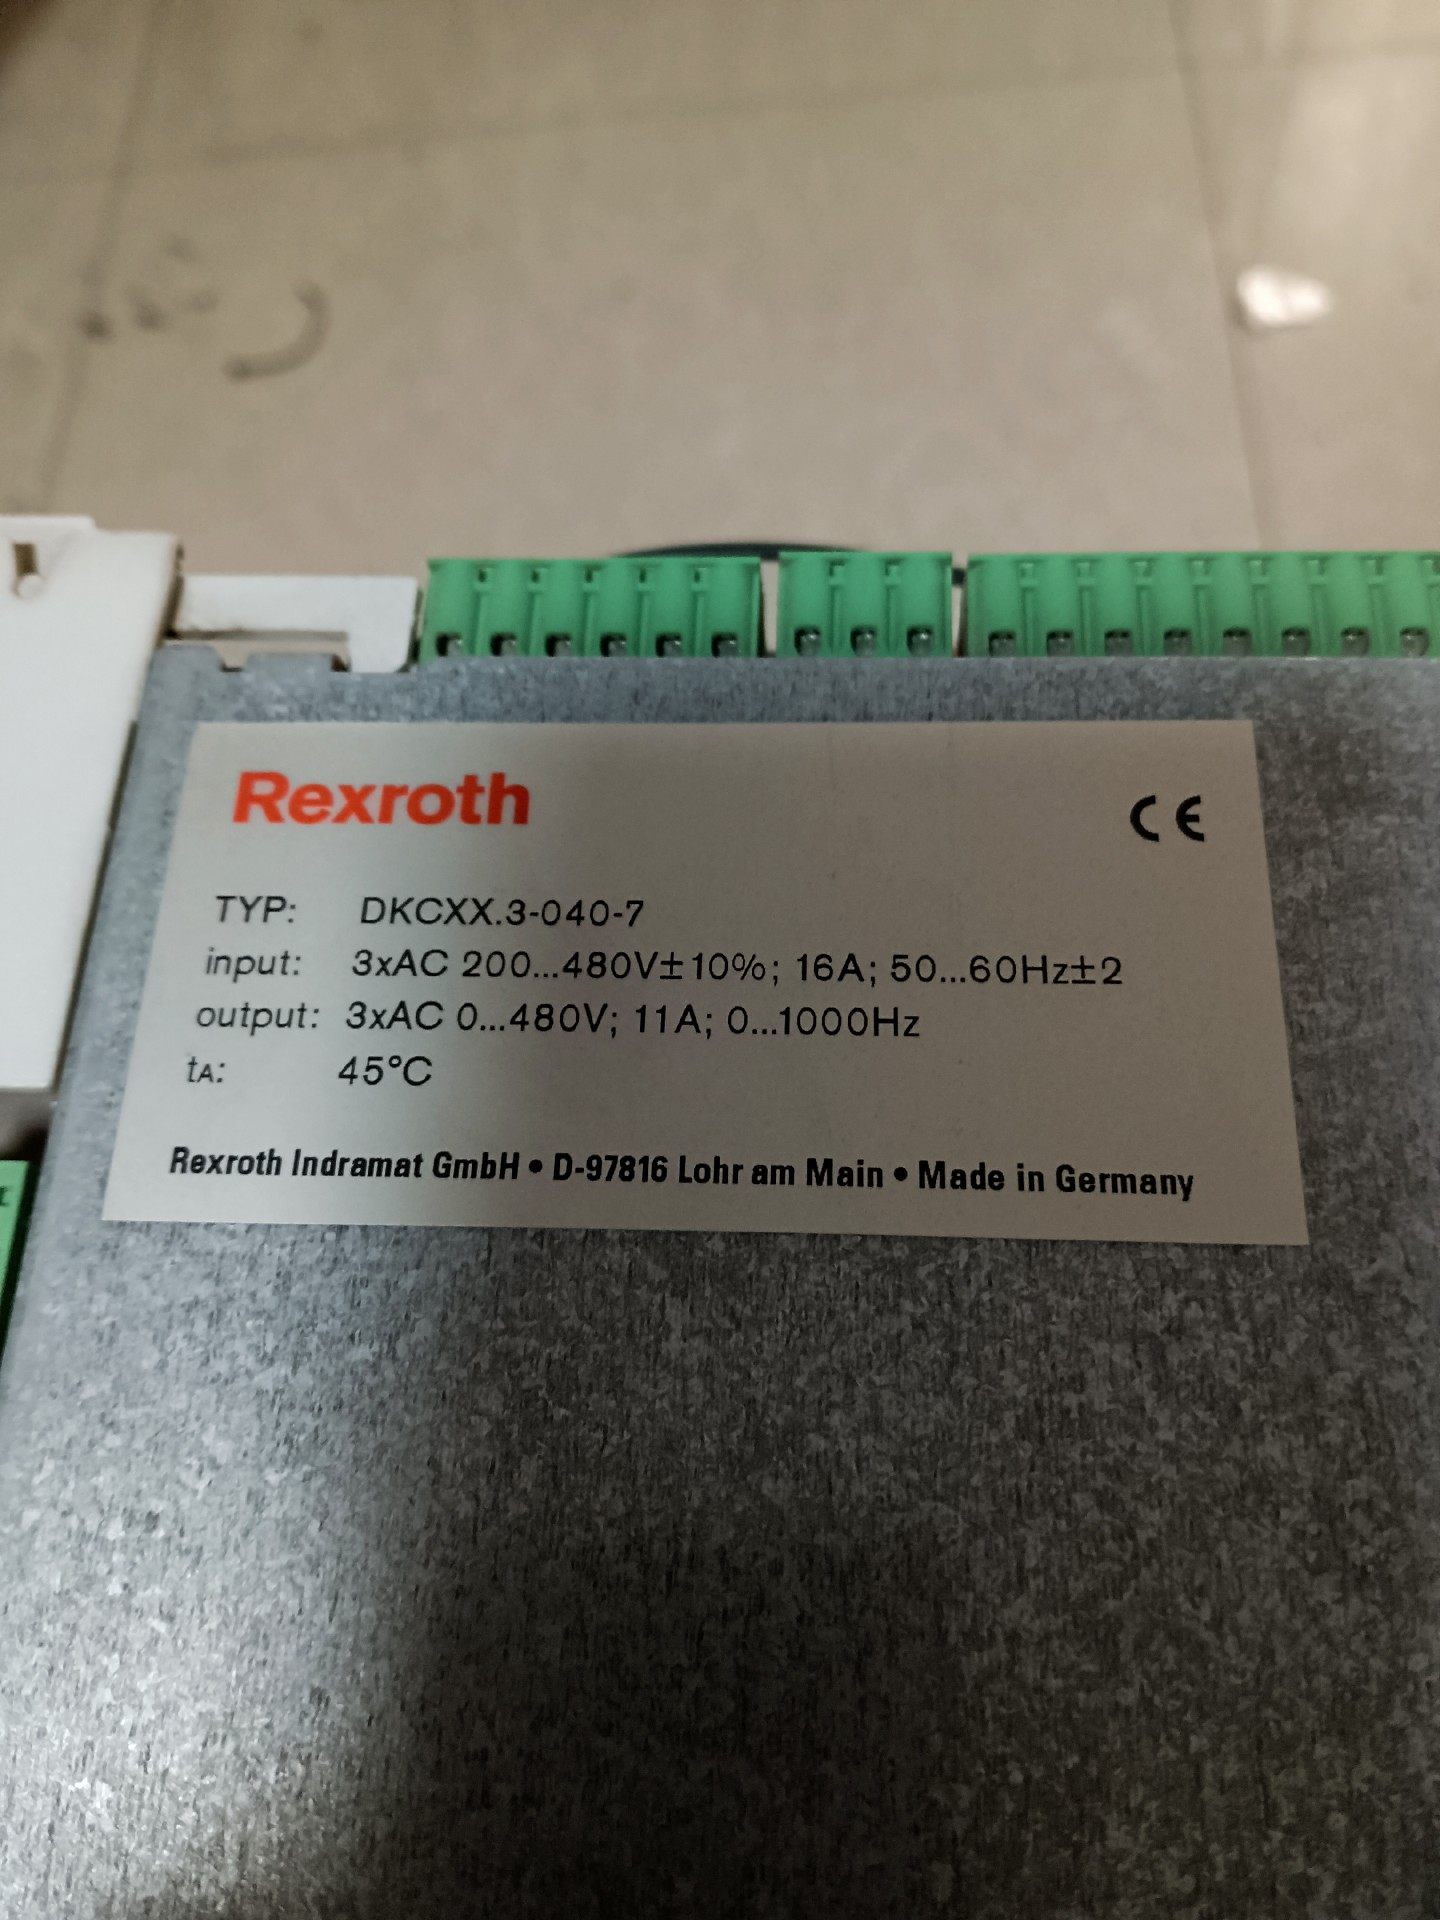 Rexroth
CE
TYP: DKCXX.3-040-7
input: 3xAC 200...480V±10%; 16A; 50...60Hz±2
output: 3xAC 0...480V; 11A; 0...1000Hz
tA: 45°C
Rexroth Indramat GmbH • D-97816 Lohr am Main • Made in Germany